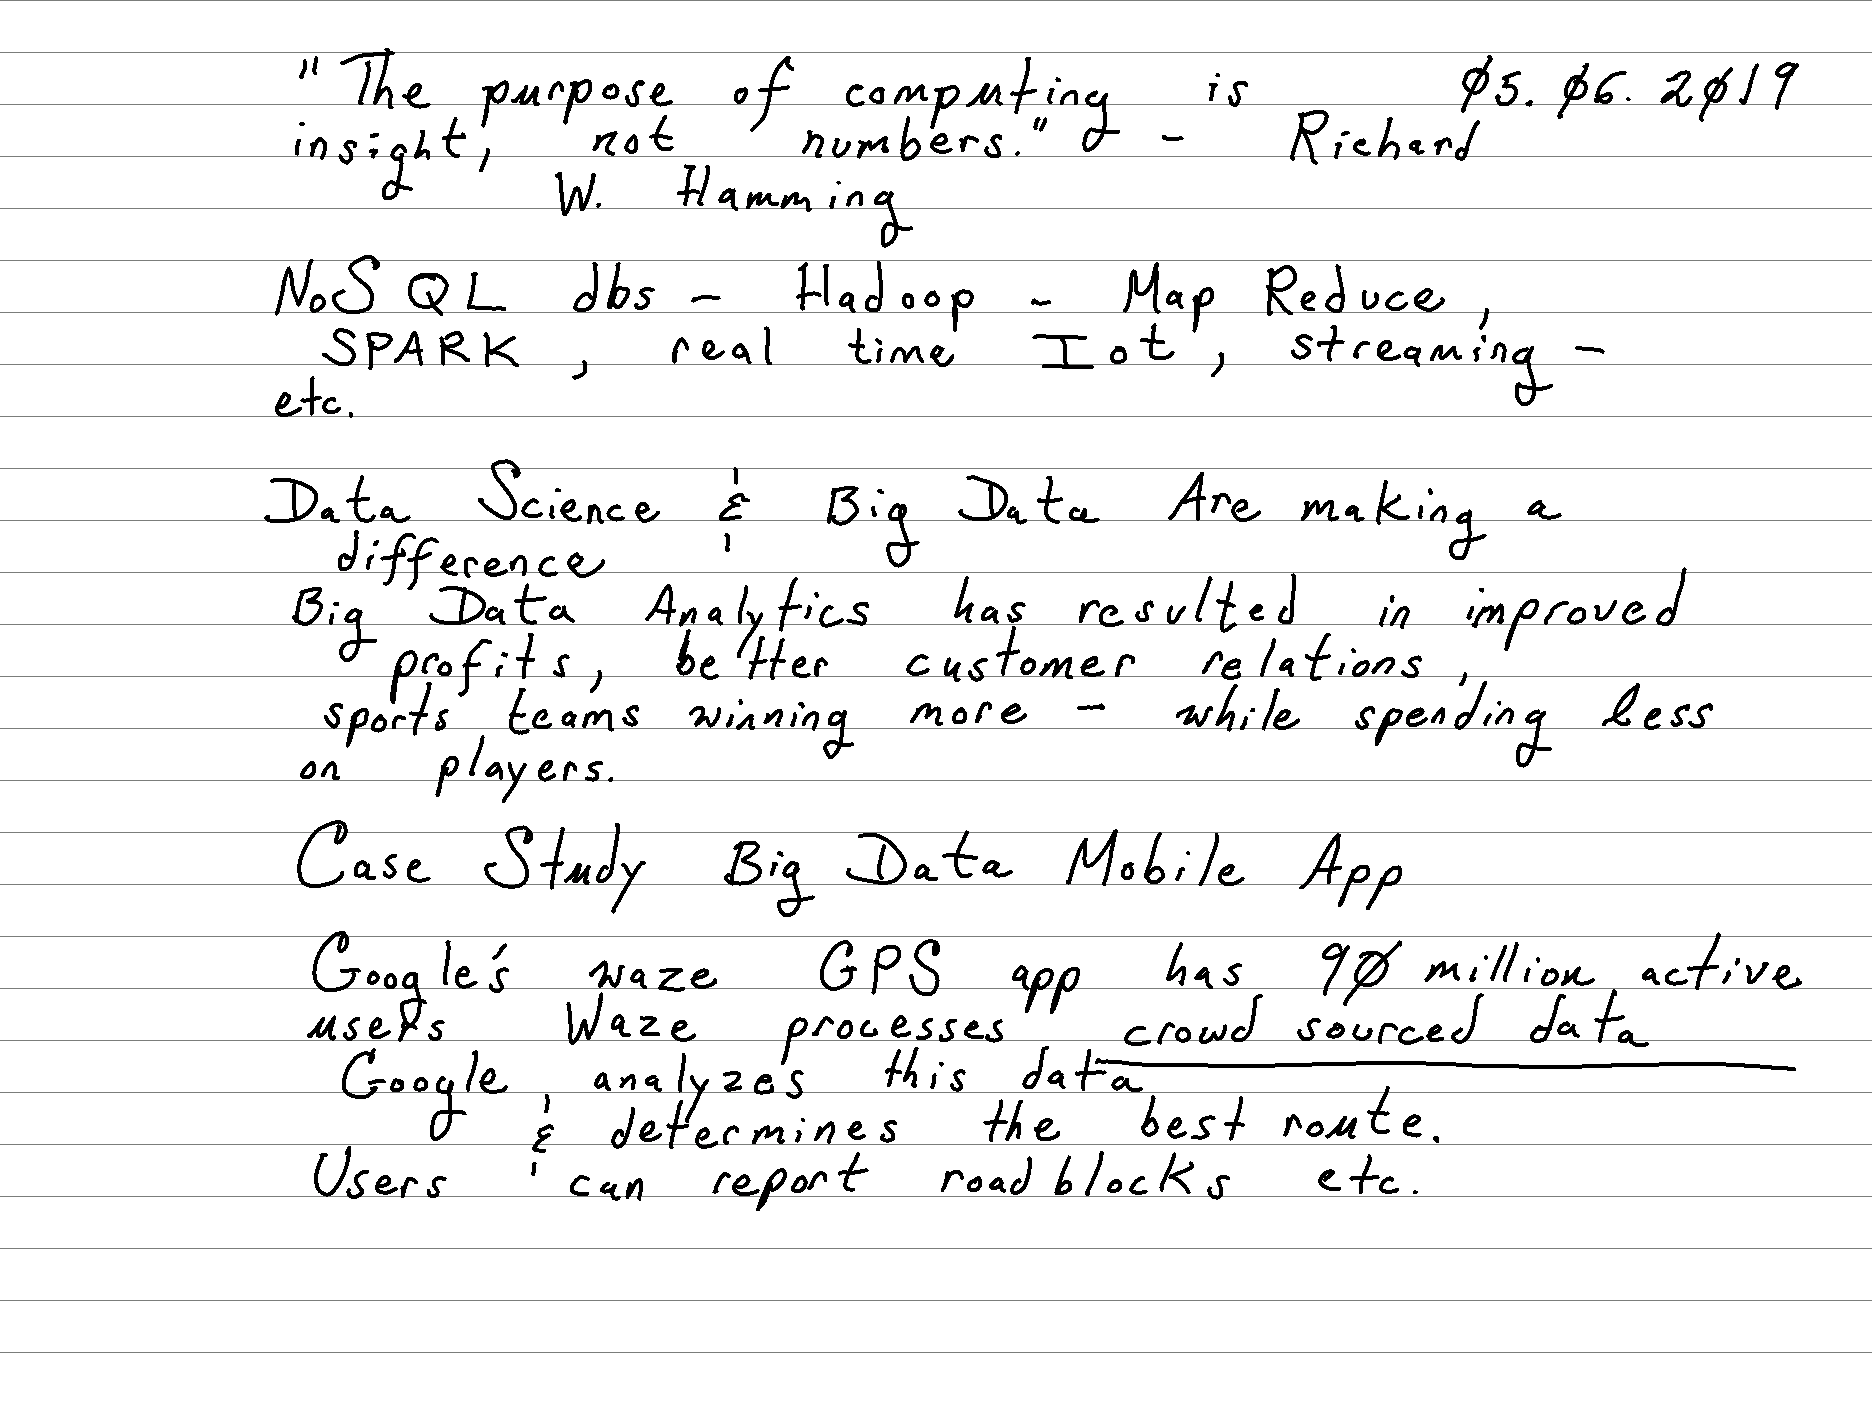 "The purpose of computing is 05.06.2019
insight, not numbers." - Richard
W. Hamming
NoSQL dbs - Hadoop - Map Reduce,
SPARK, real time Iot, streaming -
etc.
Data Science & Big Data Are making a
difference
Big Data Analytics has resulted in improved
profits, better customer relations,
sports teams winning more - while spending less
on players.
Case Study Big Data Mobile App
Google's waze GPS app has 90 million active
users Waze processes crowd sourced data
Google analyzes this data
& determines the best route.
Users can report road blocks etc.